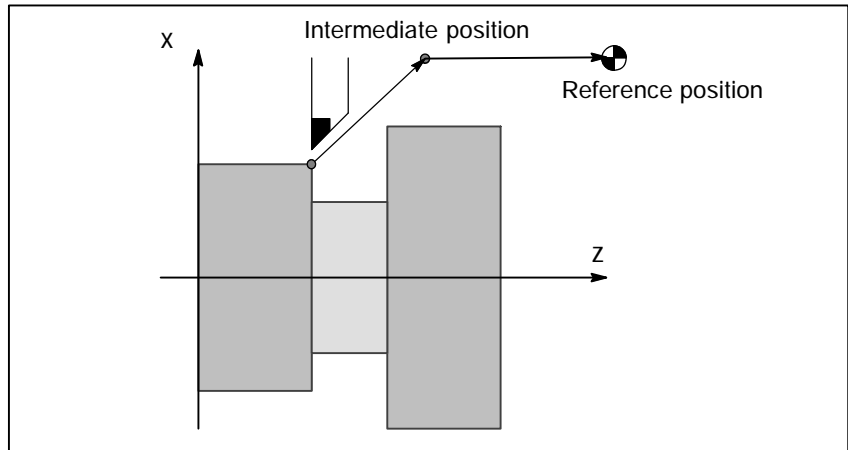 X
Intermediate position
Reference position
Z